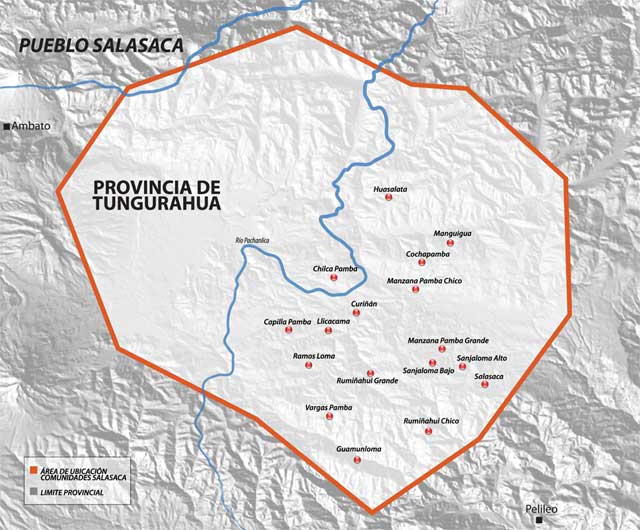 PUEBLO SALASACA
Ambato
PROVINCIA DE
TUNGURAHUA
Huasalata
Manguigua
Río Pachanlica
Cochapamba
Chilca Pamba
Manzana Pamba Chico
Curiñán
Capilla Pamba
Llicacama
Manzana Pamba Grande
Ramos Loma
Sanjaloma Alto
Sanjaloma Bajo
Salasaca
Rumiñahui Grande
Vargas Pamba
Rumiñahui Chico
Guamunloma
ÁREA DE UBICACIÓN
COMUNIDADES SALASACA
LIMITE PROVINCIAL
Pelileo